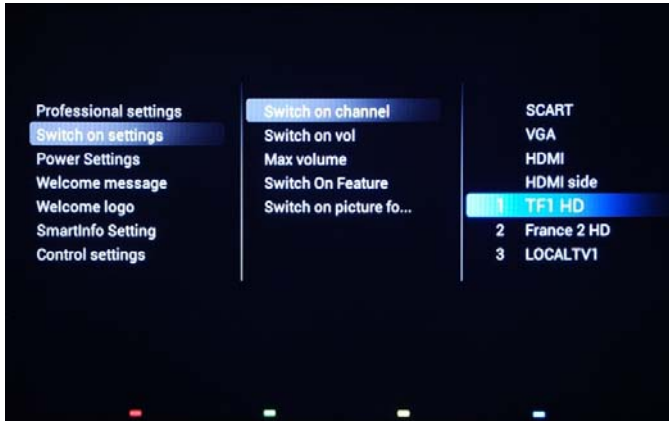 Professional settings
Switch on settings
Power Settings
Welcome message
Welcome logo
SmartInfo Setting
Control settings
Switch on channel
Switch on vol
Max volume
Switch On Feature
Switch on picture fo...
SCART
VGA
HDMI
HDMI side
1 TF1 HD
2 France 2 HD
3 LOCALTV1